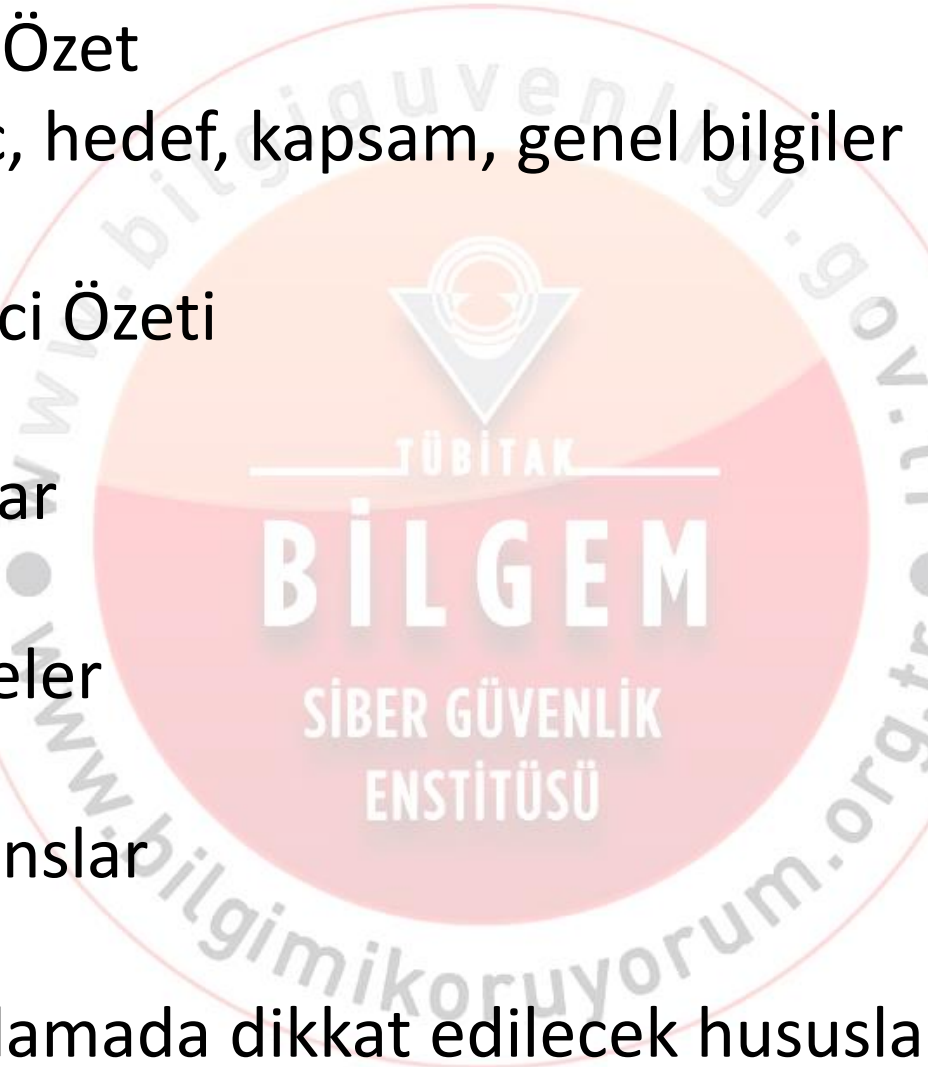 Özet
, hedef, kapsam, genel bilgiler
ci Özeti
ar
eler
nslar
lamada dikkat edilecek hususla
www.bilgiguvenligi.gov.tr
TÜBİTAK
BİLGEM
SİBER GÜVENLİK
ENSTİTÜSÜ
www.bilgimikoruyorum.org.tr